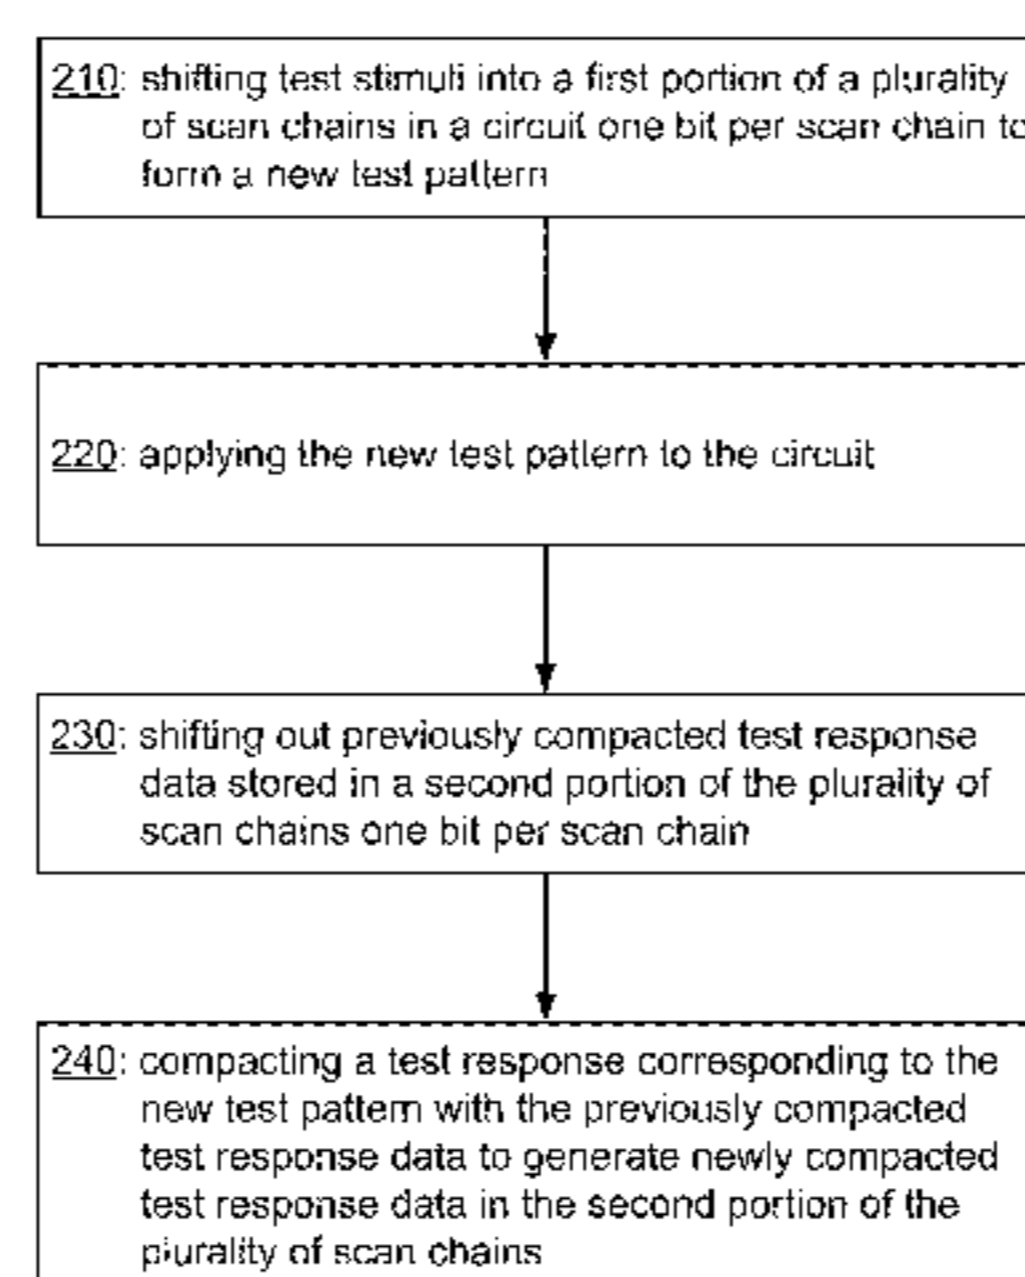 210: shifting test stimuli into a first portion of a plurality
of scan chains in a circuit one bit per scan chain to
form a new test pattern
220: applying the new test pattern to the circuit
230: shifting out previously compacted test response
data stored in a second portion of the plurality of
scan chains one bit per scan chain
240: compacting a test response corresponding to the
new test pattern with the previously compacted
test response data to generate newly compacted
test response data in the second portion of the
plurality of scan chains